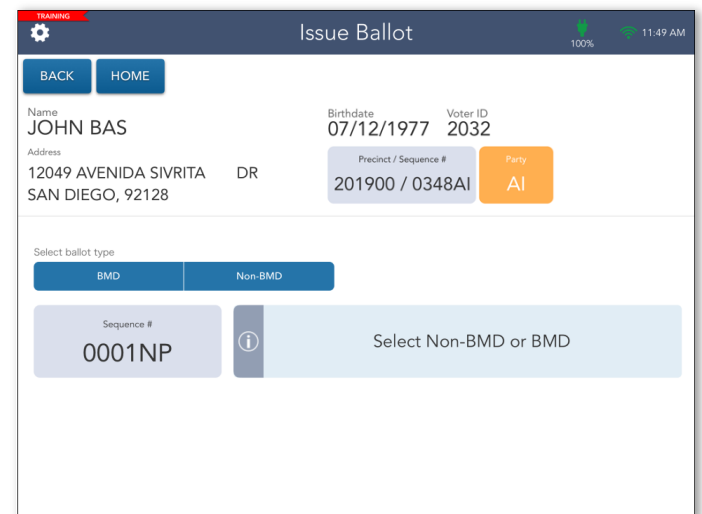 TRAINING
Issue Ballot
100%
11:49 AM
BACK HOME
Name
JOHN BAS
Birthdate Voter ID
07/12/1977 2032
Address
12049 AVENIDA SIVRITA DR
SAN DIEGO, 92128
Precinct / Sequence #
201900 / 0348AI
Party
AI
Select ballot type
BMD Non-BMD
Sequence #
0001NP
Select Non-BMD or BMD